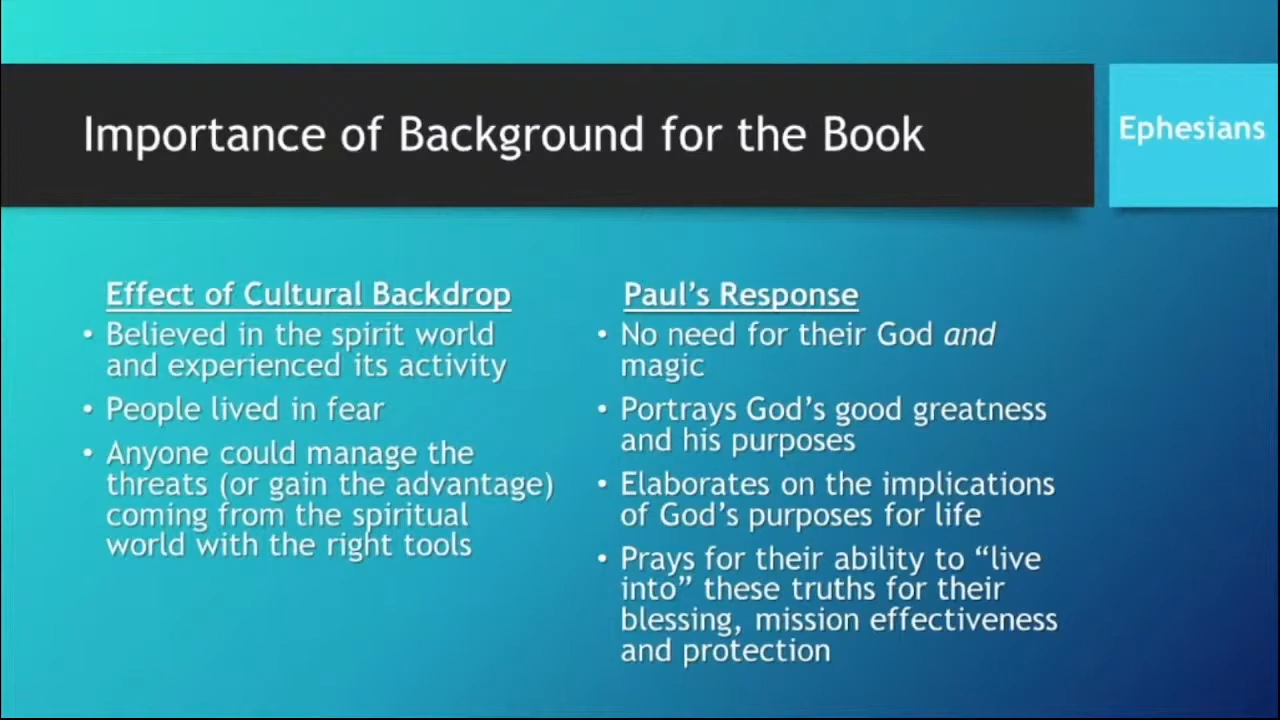 Importance of Background for the Book
Ephesians
Effect of Cultural Backdrop
• Believed in the spirit world
and experienced its activity
• People lived in fear
• Anyone could manage the
threats (or gain the advantage)
coming from the spiritual
world with the right tools
Paul’s Response
• No need for their God and
magic
• Portrays God’s good greatness
and his purposes
• Elaborates on the implications
of God’s purposes for life
• Prays for their ability to “live
into” these truths for their
blessing, mission effectiveness
and protection